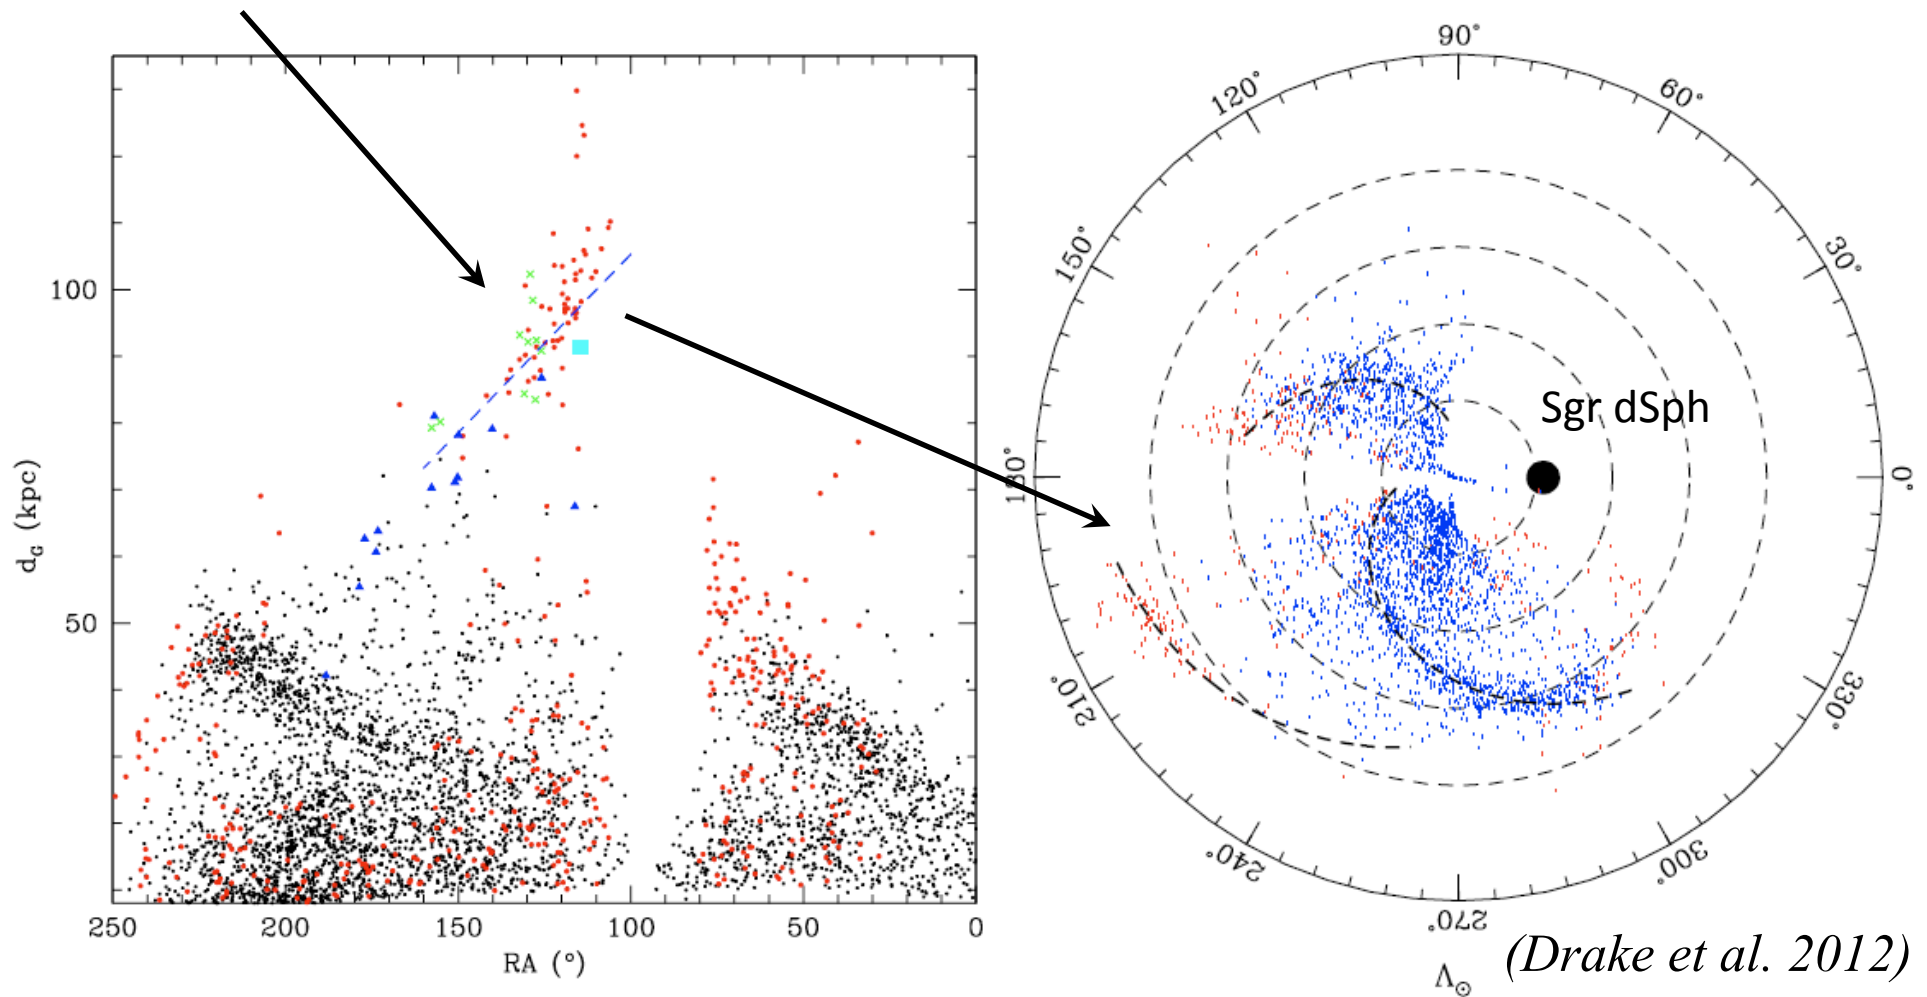 100
50
d_G (kpc)
250 200 150 100 50 0
RA (°)
90°
120° 60°
150° 30°
180° 0°
210° 330°
240° 300°
270°
Sgr dSph
Λ⊙
(Drake et al. 2012)